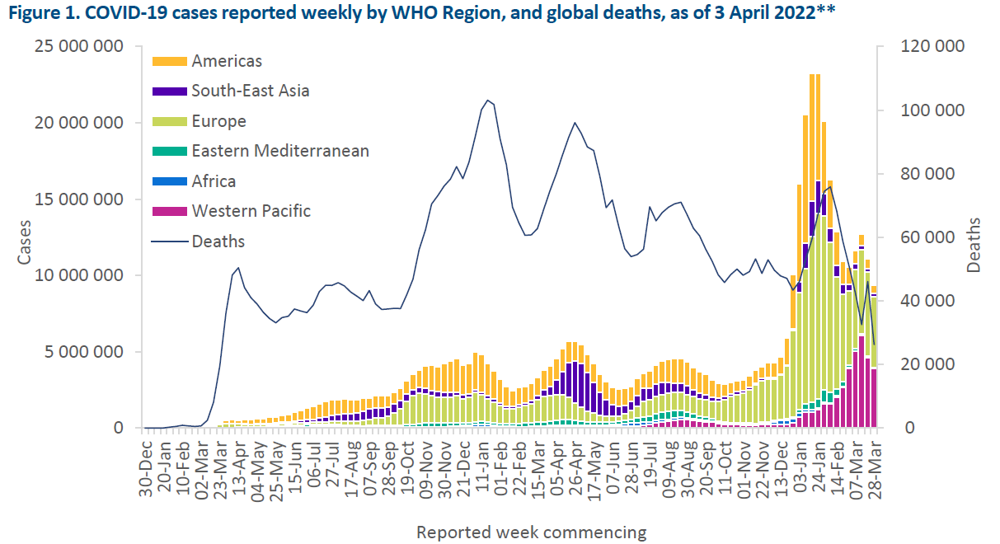 Figure 1. COVID-19 cases reported weekly by WHO Region, and global deaths, as of 3 April 2022**
25 000 000
20 000 000
15 000 000
10 000 000
5 000 000
0
Cases
Americas
South-East Asia
Europe
Eastern Mediterranean
Africa
Western Pacific
Deaths
120 000
100 000
80 000
60 000
40 000
20 000
0
Deaths
30-Dec
20-Jan
10-Feb
02-Mar
23-Mar
13-Apr
04-May
25-May
15-Jun
06-Jul
27-Jul
17-Aug
07-Sep
28-Sep
19-Oct
09-Nov
30-Nov
21-Dec
11-Jan
01-Feb
22-Feb
15-Mar
05-Apr
26-Apr
17-May
07-Jun
28-Jun
19-Jul
09-Aug
30-Aug
20-Sep
11-Oct
01-Nov
22-Nov
13-Dec
03-Jan
24-Jan
14-Feb
07-Mar
28-Mar
Reported week commencing